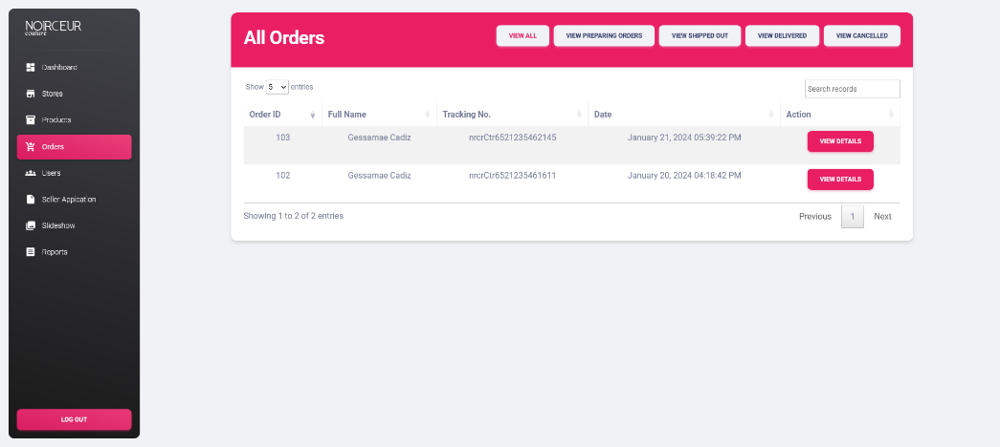 NOIRCEUR
couture
Dashboard
Stores
Products
Orders
Users
Seller Appication
Slideshow
Reports
LOG OUT
All Orders
VIEW ALL VIEW PREPARING ORDERS VIEW SHIPPED OUT VIEW DELIVERED VIEW CANCELLED
Show 5 entries Search records
Order ID Full Name Tracking No. Date Action
103 Gessamae Cadiz nrcrCtr6521235462145 January 21, 2024 05:39:22 PM VIEW DETAILS
102 Gessamae Cadiz nrcrCtr6521235461611 January 20, 2024 04:18:42 PM VIEW DETAILS
Showing 1 to 2 of 2 entries Previous 1 Next